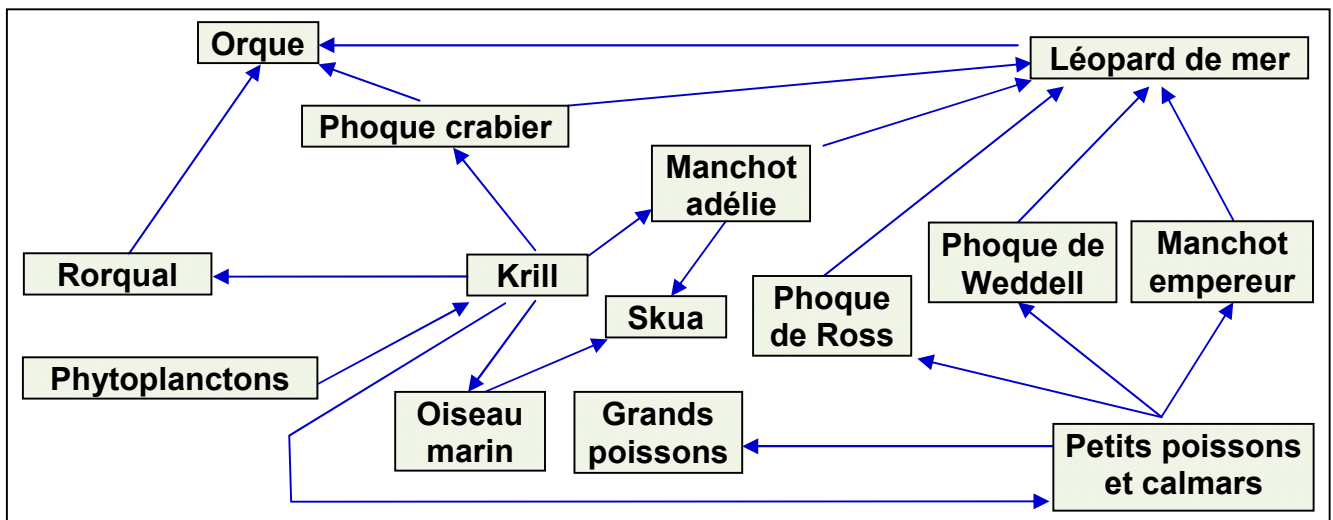 Orque
Léopard de mer
Phoque crabier
Manchot
adélie
Rorqual
Krill
Skua
Phoque
de Ross
Phoque de
Weddell
Manchot
empereur
Phytoplanctons
Oiseau
marin
Grands
poissons
Petits poissons
et calmars